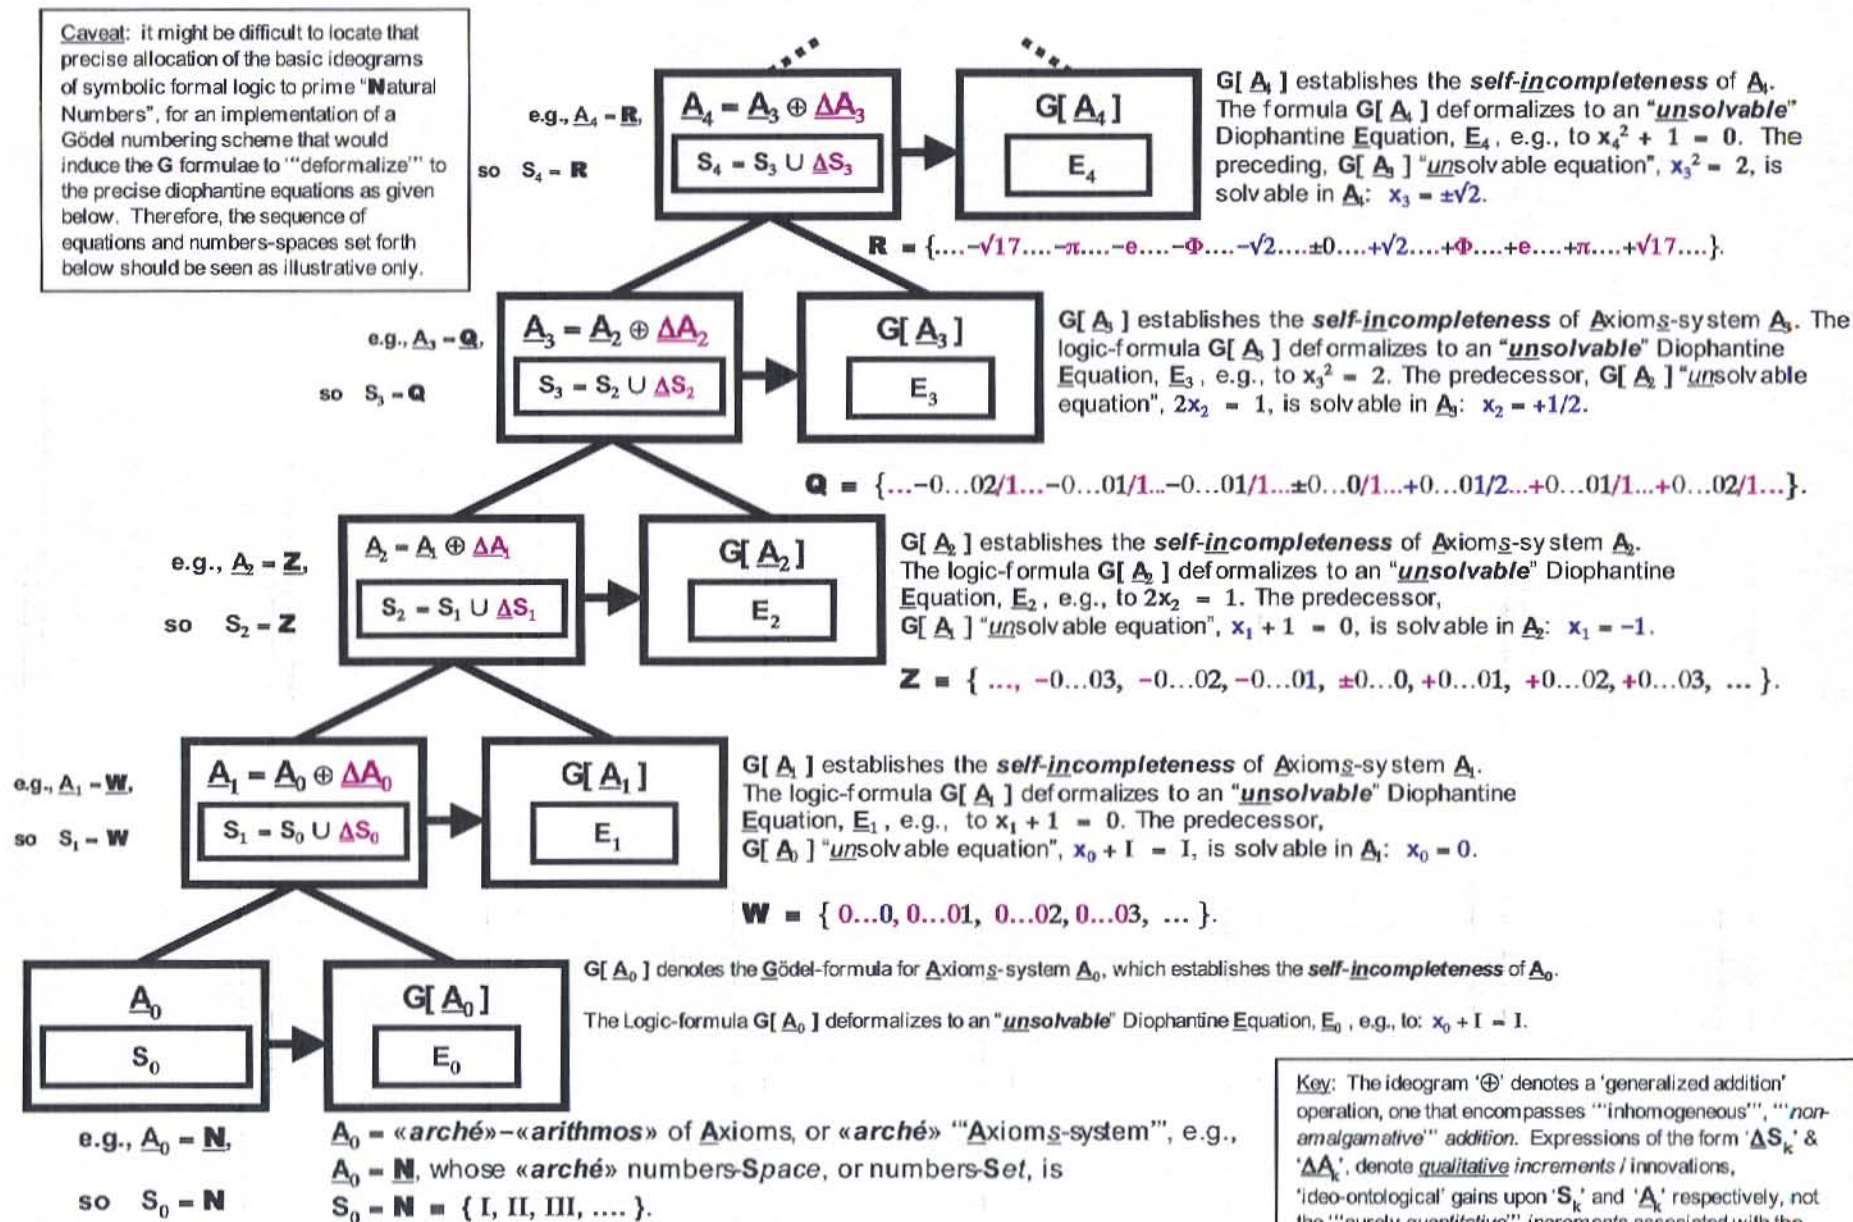 Caveat: it might be difficult to locate that
precise allocation of the basic ideograms
of symbolic formal logic to prime “Natural
Numbers”, for an implementation of a
Gödel numbering scheme that would
induce the G formulae to '“deformalize”' to
the precise diophantine equations as given
below. Therefore, the sequence of
equations and numbers-spaces set forth
below should be seen as illustrative only.
e.g., A₄ = R,
so S₄ = R
A₄ = A₃ ⊕ ΔA₃
S₄ = S₃ ∪ ΔS₃
G[ A₄ ]
E₄
G[ A₄ ] establishes the self-incompleteness of A₄.
The formula G[ A₄ ] deformalizes to an “unsolvable”
Diophantine Equation, E₄, e.g., to x₄² + 1 = 0. The
preceding, G[ A₃ ] “unsolvable equation”, x₃² = 2, is
solvable in A₄: x₃ = ±√2.
R = {....−√17....−π....−e....−Φ....−√2....±0....+√2....+Φ....+e....+π....+√17....}.
e.g., A₃ = Q,
so S₃ = Q
A₃ = A₂ ⊕ ΔA₂
S₃ = S₂ ∪ ΔS₂
G[ A₃ ]
E₃
G[ A₃ ] establishes the self-incompleteness of Axioms-system A₃. The
logic-formula G[ A₃ ] deformalizes to an “unsolvable” Diophantine
Equation, E₃, e.g., to x₃² = 2. The predecessor, G[ A₂ ] “unsolvable
equation”, 2x₂ = 1, is solvable in A₃: x₂ = +1/2.
Q = {...−0...02/1...−0...01/1...−0...01/1...±0...0/1...+0...01/2...+0...01/1...+0...02/1...}.
e.g., A₂ = Z,
so S₂ = Z
A₂ = A₁ ⊕ ΔA₁
S₂ = S₁ ∪ ΔS₁
G[ A₂ ]
E₂
G[ A₂ ] establishes the self-incompleteness of Axioms-system A₂.
The logic-formula G[ A₂ ] deformalizes to an “unsolvable” Diophantine
Equation, E₂, e.g., to 2x₂ = 1. The predecessor,
G[ A₁ ] “unsolvable equation”, x₁ + 1 = 0, is solvable in A₂: x₁ = −1.
Z = { ..., −0...03, −0...02, −0...01, ±0...0, +0...01, +0...02, +0...03, ... }.
e.g., A₁ = W,
so S₁ = W
A₁ = A₀ ⊕ ΔA₀
S₁ = S₀ ∪ ΔS₀
G[ A₁ ]
E₁
G[ A₁ ] establishes the self-incompleteness of Axioms-system A₁.
The logic-formula G[ A₁ ] deformalizes to an “unsolvable” Diophantine
Equation, E₁, e.g., to x₁ + 1 = 0. The predecessor,
G[ A₀ ] “unsolvable equation”, x₀ + I = I, is solvable in A₁: x₀ = 0.
W = { 0...0, 0...01, 0...02, 0...03, ... }.
A₀
S₀
G[ A₀ ]
E₀
G[ A₀ ] denotes the Gödel-formula for Axioms-system A₀, which establishes the self-incompleteness of A₀.
The Logic-formula G[ A₀ ] deformalizes to an “unsolvable” Diophantine Equation, E₀, e.g., to: x₀ + I = I.
e.g., A₀ = N,
so S₀ = N
A₀ = «arché»−«arithmos» of Axioms, or «arché» '“Axioms-system”', e.g.,
A₀ = N, whose «arché» numbers-Space, or numbers-Set, is
S₀ = N = { I, II, III, .... }.
Key: The ideogram ‘⊕’ denotes a ‘generalized addition’
operation, one that encompasses '“inhomogeneous”', '“non-
amalgamative”' addition. Expressions of the form ‘ΔSₖ’ &
‘ΔAₖ’, denote qualitative increments / innovations,
‘ideo-ontological’ gains upon ‘Sₖ’ and ‘Aₖ’ respectively, not
the '“purely quantitative”' increments associated with the